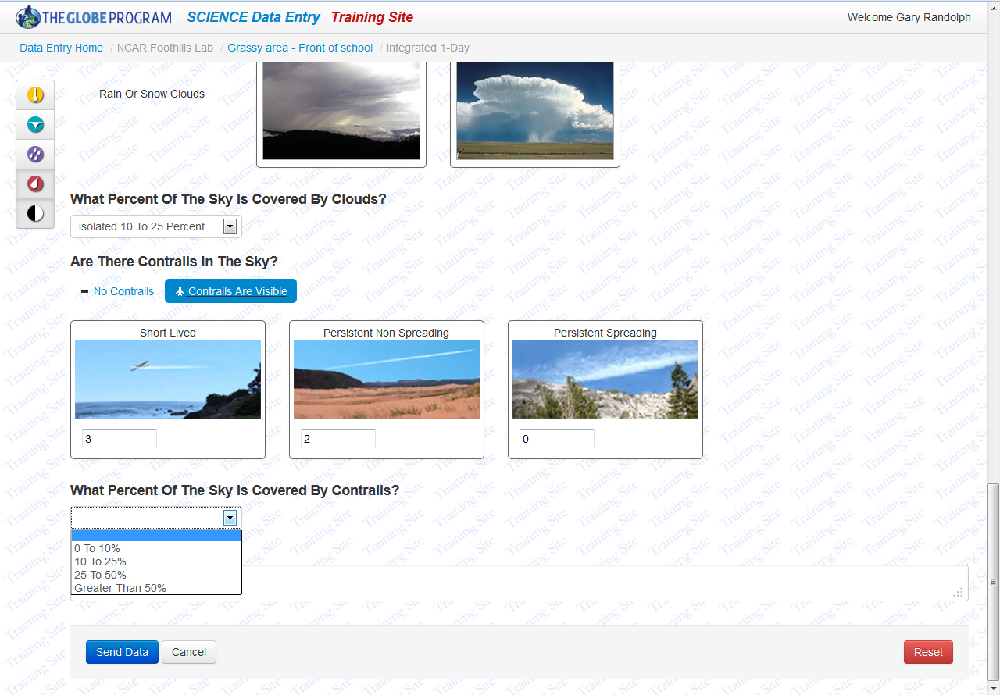 THE GLOBE PROGRAM SCIENCE Data Entry Training Site Welcome Gary Randolph
Data Entry Home / NCAR Foothills Lab / Grassy area - Front of school / Integrated 1-Day
Rain Or Snow Clouds
What Percent Of The Sky Is Covered By Clouds?
Isolated 10 To 25 Percent
Are There Contrails In The Sky?
No Contrails Contrails Are Visible
Short Lived Persistent Non Spreading Persistent Spreading
3 2 0
What Percent Of The Sky Is Covered By Contrails?
0 To 10%
10 To 25%
25 To 50%
Greater Than 50%
Send Data Cancel Reset
Training Site